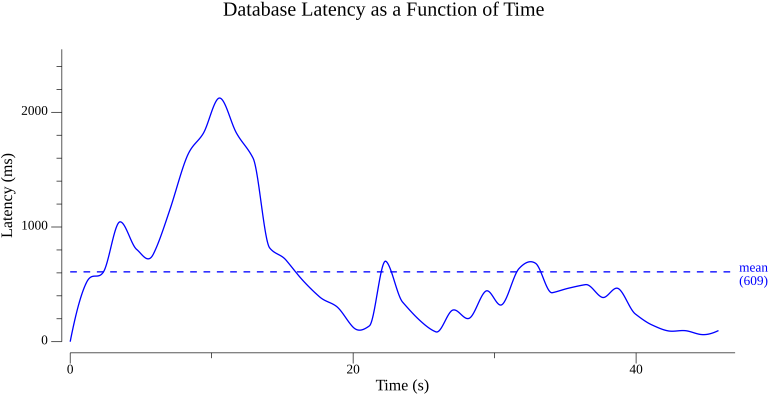 Database Latency as a Function of Time
Latency (ms)
2000
1000
0
mean
(609)
0
20
40
Time (s)